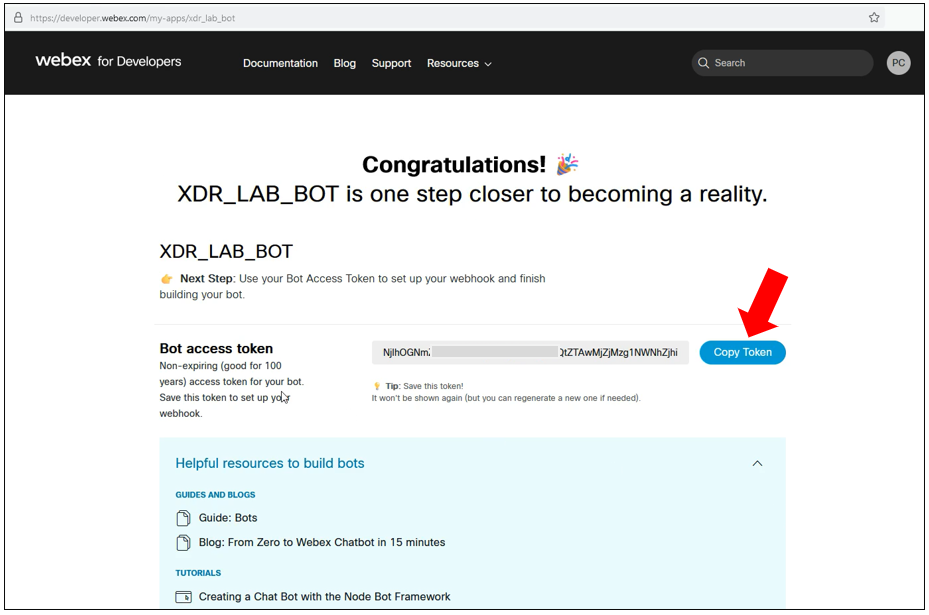 https://developer.webex.com/my-apps/xdr_lab_bot
webex for Developers
Documentation
Blog
Support
Resources
Search
PC
Congratulations! 🎉
XDR_LAB_BOT is one step closer to becoming a reality.
XDR_LAB_BOT
👉 Next Step: Use your Bot Access Token to set up your webhook and finish
building your bot.
Bot access token
Non-expiring (good for 100
years) access token for your bot.
Save this token to set up your
webhook.
NjlhOGNm
tZTAwMjZjMzg1NWNhZjhi
Copy Token
💡 Tip: Save this token!
It won't be shown again (but you can regenerate a new one if needed).
Helpful resources to build bots
GUIDES AND BLOGS
Guide: Bots
Blog: From Zero to Webex Chatbot in 15 minutes
TUTORIALS
Creating a Chat Bot with the Node Bot Framework